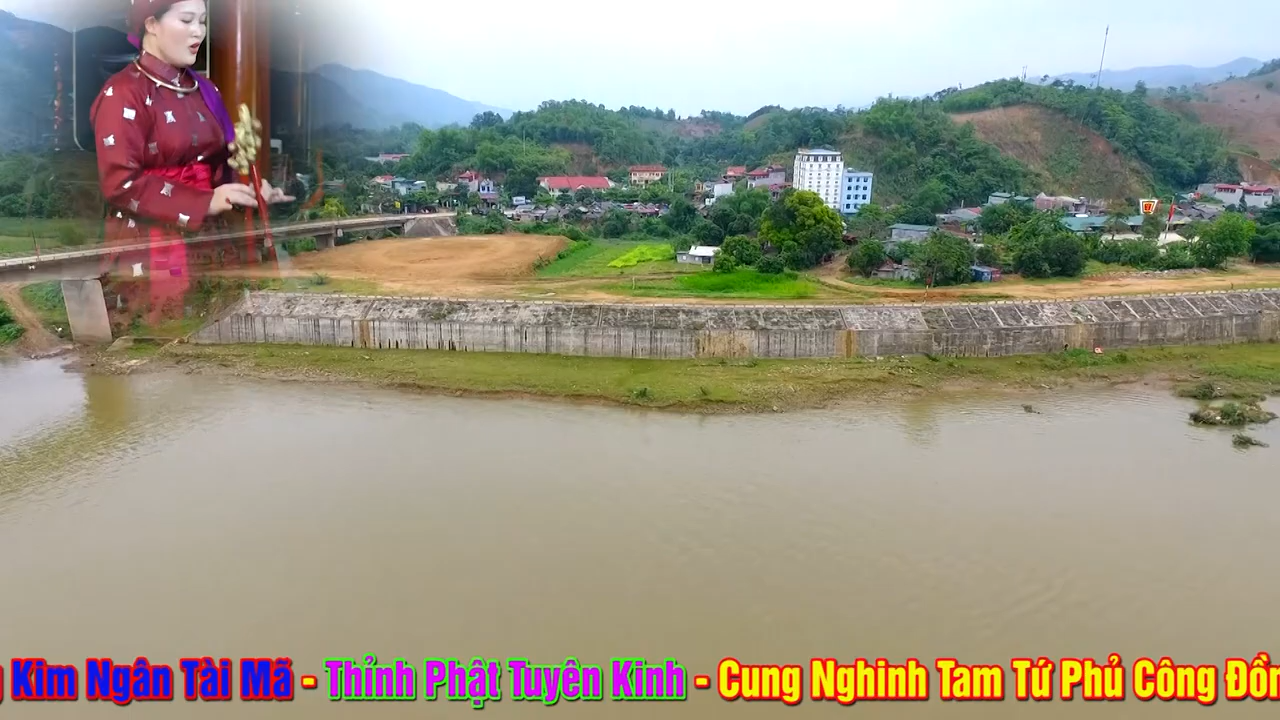 Kim Ngân Tài Mã - Thỉnh Phật Tuyên Kinh - Cung Nghinh Tam Tứ Phủ Công Đồn